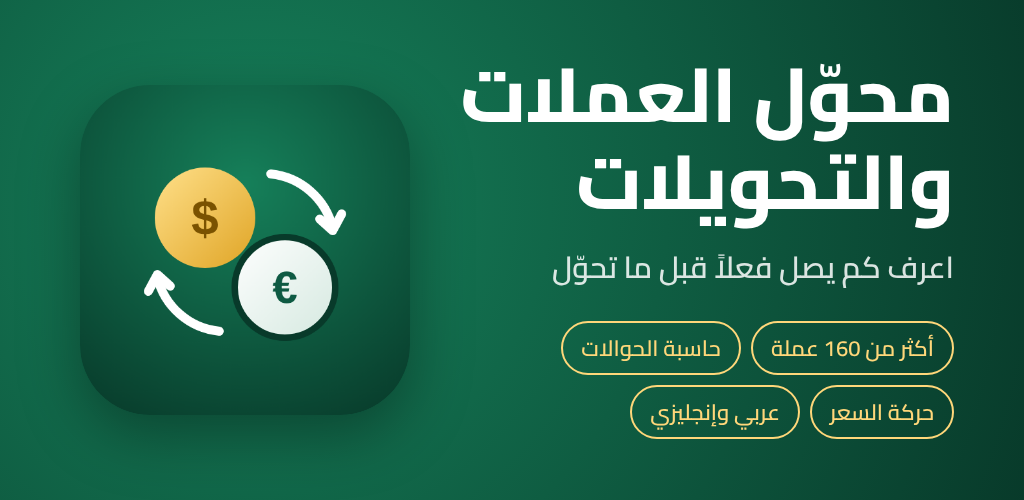 محوّل العملات
والتحويلات
اعرف كم يصل فعلاً قبل ما تحوّل
أكثر من 160 عملة
حاسبة الحوالات
حركة السعر
عربي وإنجليزي
$
€